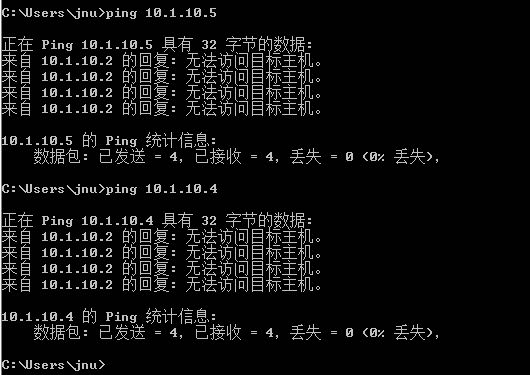 C:\Users\jnu>ping 10.1.10.5
正在 Ping 10.1.10.5 具有 32 字节的数据:
来自 10.1.10.2 的回复: 无法访问目标主机。
来自 10.1.10.2 的回复: 无法访问目标主机。
来自 10.1.10.2 的回复: 无法访问目标主机。
来自 10.1.10.2 的回复: 无法访问目标主机。
10.1.10.5 的 Ping 统计信息:
数据包: 已发送 = 4, 已接收 = 4, 丢失 = 0 (0% 丢失),
C:\Users\jnu>ping 10.1.10.4
正在 Ping 10.1.10.4 具有 32 字节的数据:
来自 10.1.10.2 的回复: 无法访问目标主机。
来自 10.1.10.2 的回复: 无法访问目标主机。
来自 10.1.10.2 的回复: 无法访问目标主机。
来自 10.1.10.2 的回复: 无法访问目标主机。
10.1.10.4 的 Ping 统计信息:
数据包: 已发送 = 4, 已接收 = 4, 丢失 = 0 (0% 丢失),
C:\Users\jnu>